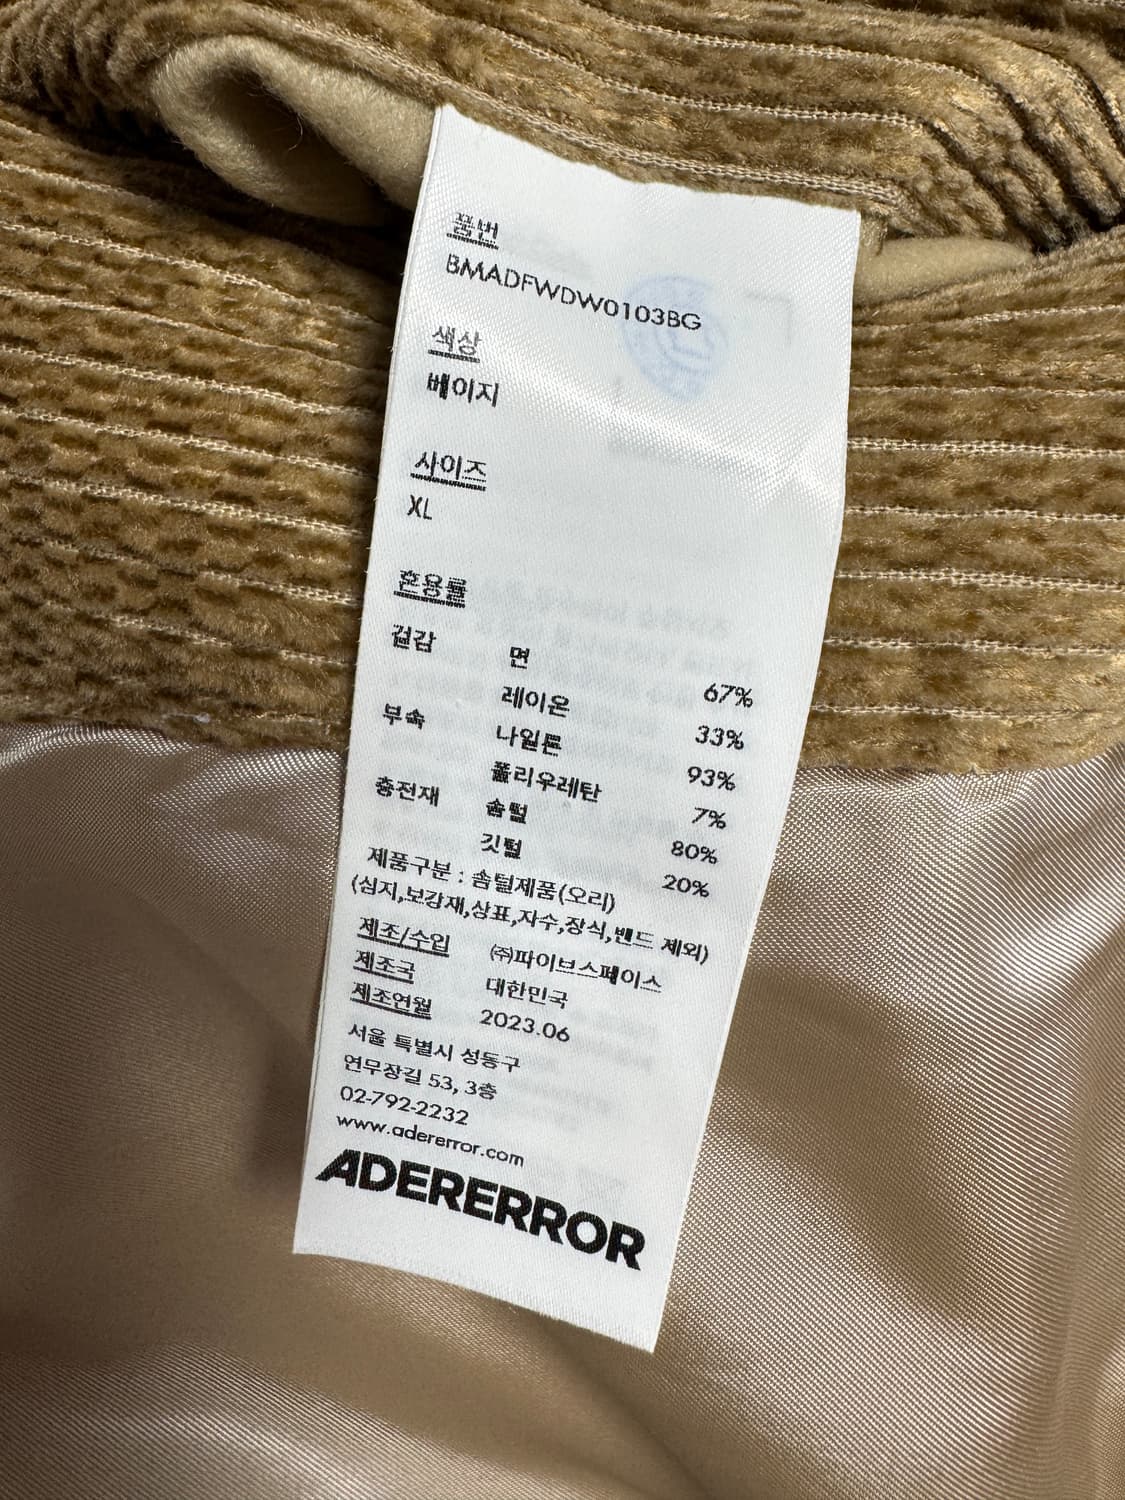 품번
BMADFWDW0103BG
색상
베이지
사이즈
XL
혼용률
겉감 면 67%
레이온 33%
부속 나일론 93%
폴리우레탄 7%
충전재 솜털 80%
깃털 20%
제품구분 : 솜털제품(오리)
(심지,보강재,상표,자수,장식,밴드 제외)
제조/수입 ㈜파이브스페이스
제조국 대한민국
제조연월 2023.06
서울 특별시 성동구
연무장길 53, 3층
02-792-2232
www.adererror.com
ADERERROR